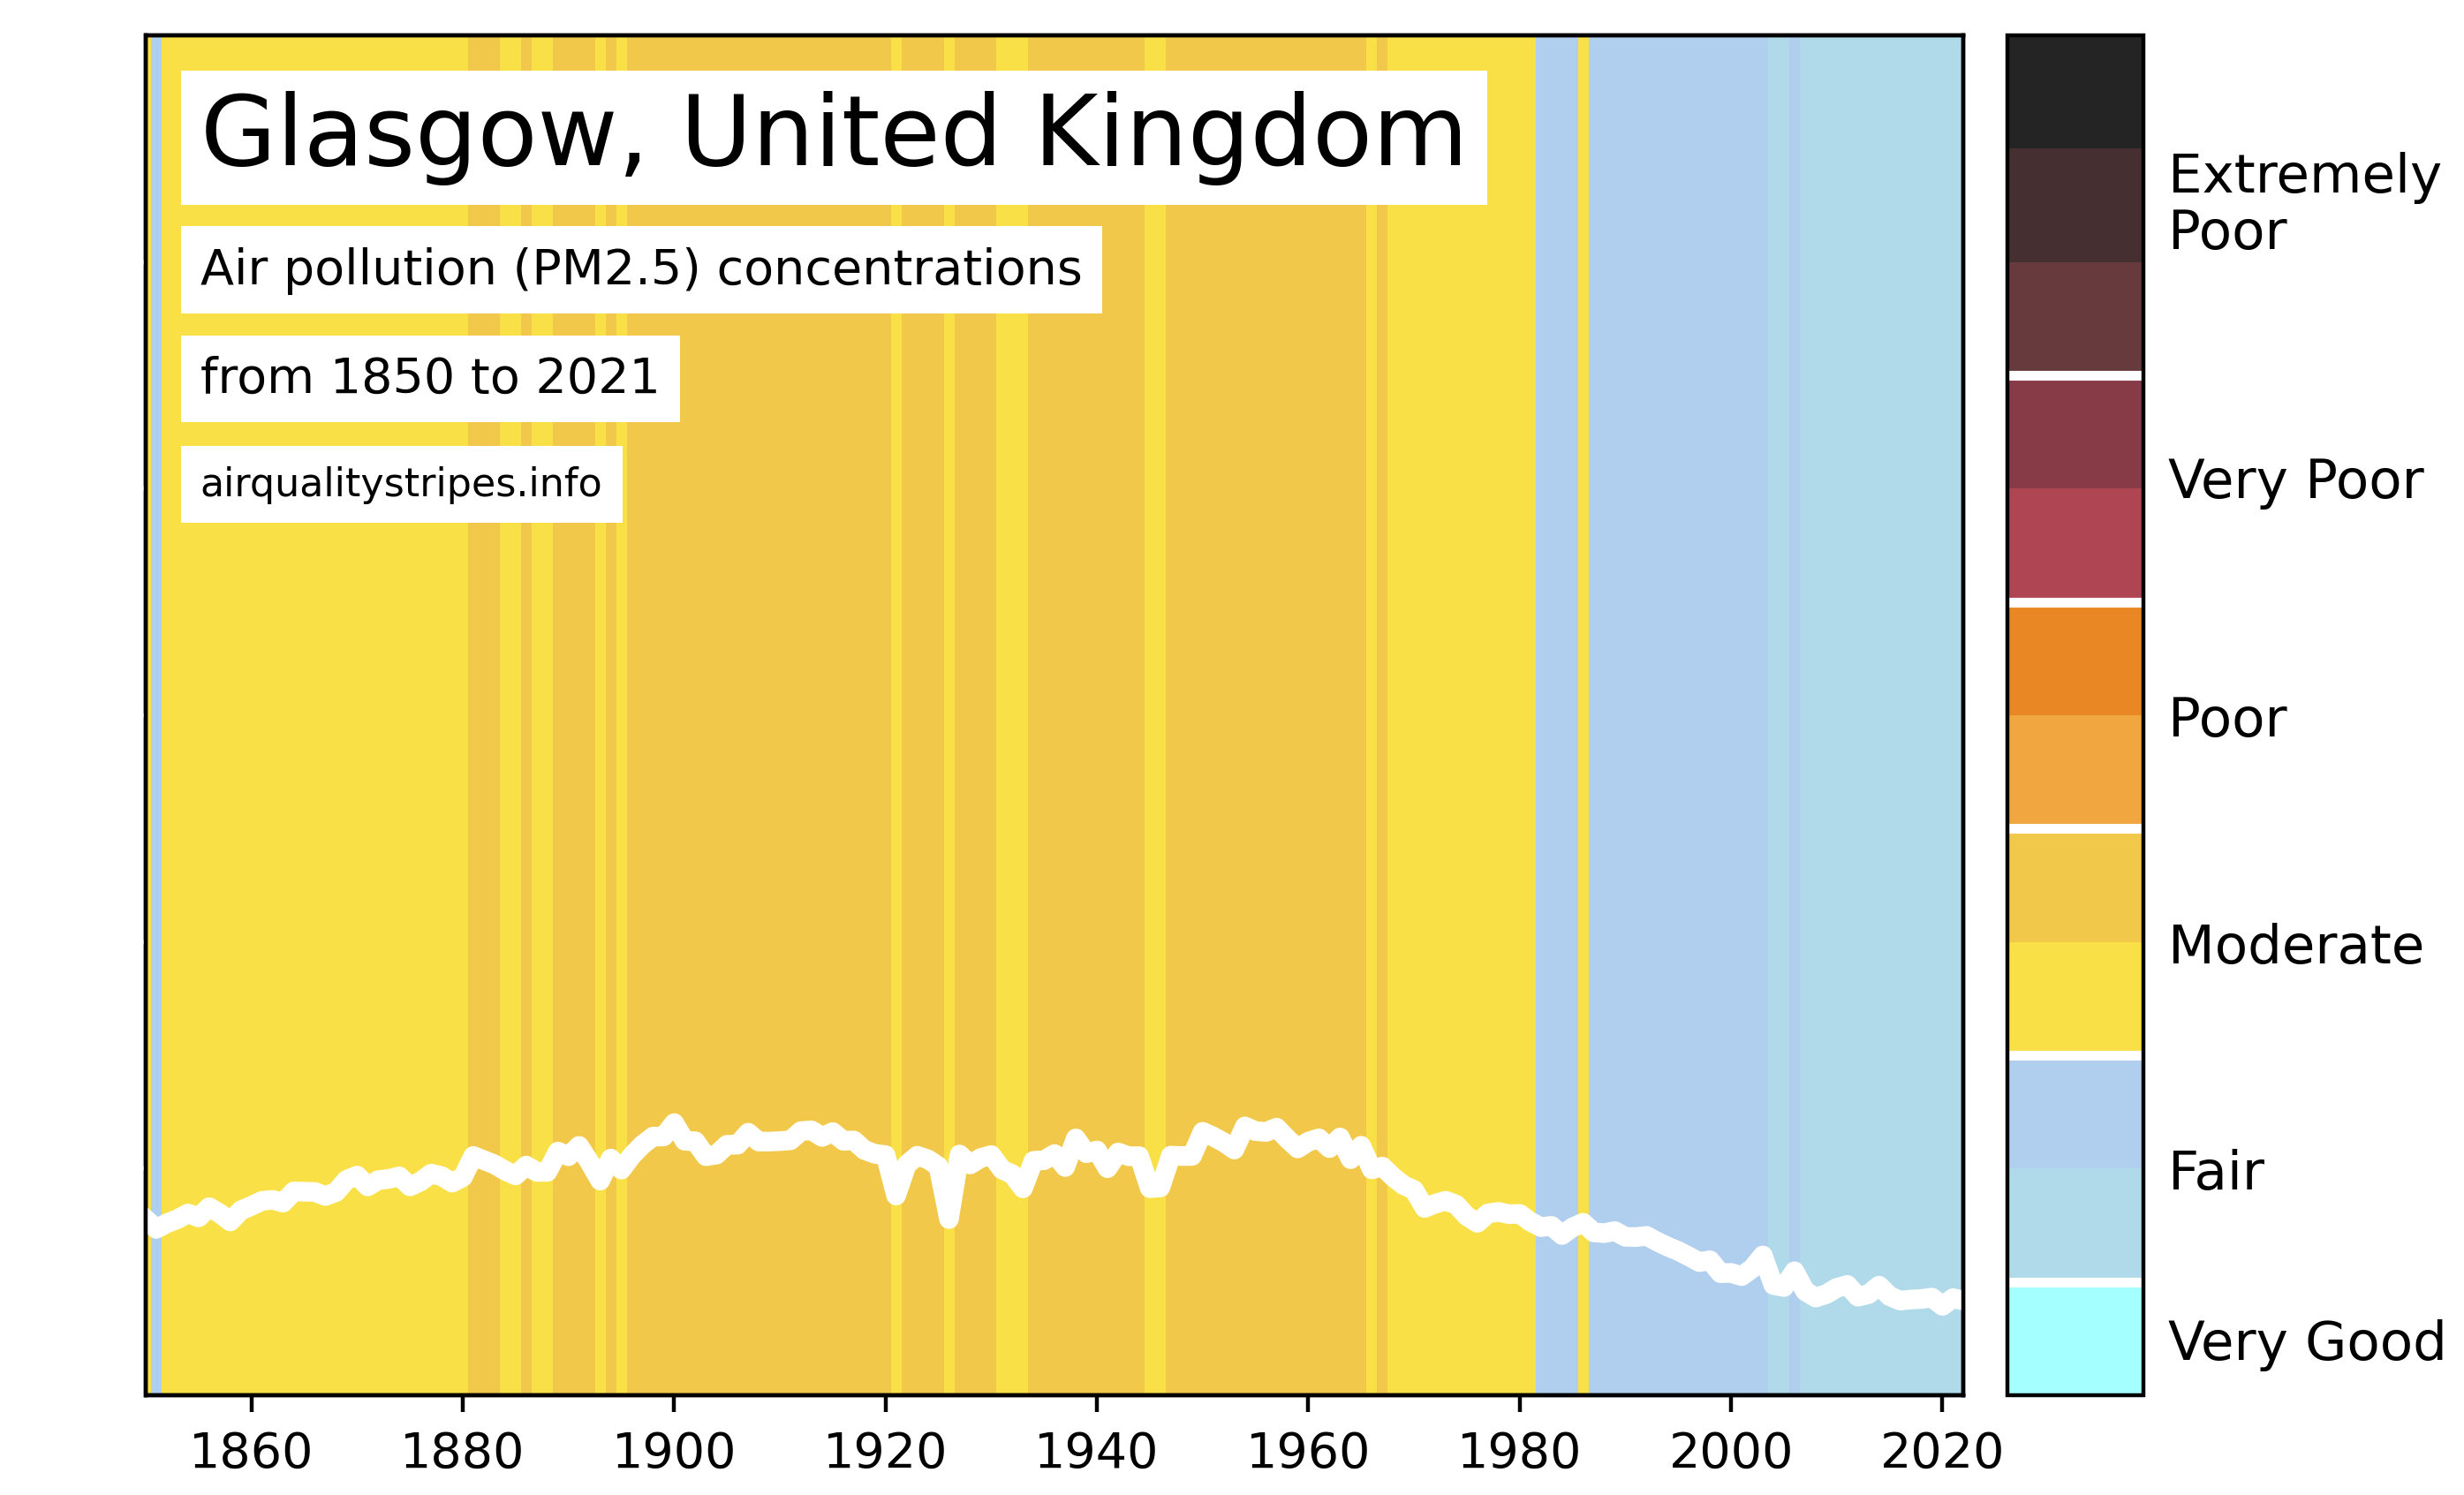 Glasgow, United Kingdom
Air pollution (PM2.5) concentrations
from 1850 to 2021
airqualitystripes.info
Extremely
Poor
Very Poor
Poor
Moderate
Fair
Very Good
1860 1880 1900 1920 1940 1960 1980 2000 2020